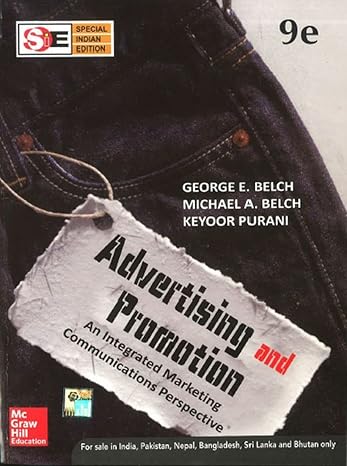 SiE SPECIAL
INDIAN
EDITION
9e
GEORGE E. BELCH
MICHAEL A. BELCH
KEYOOR PURANI
Advertising and
Promotion
An Integrated Marketing
Communications Perspective
Mc
Graw
Hill
Education
For sale in India, Pakistan, Nepal, Bangladesh, Sri Lanka and Bhutan only